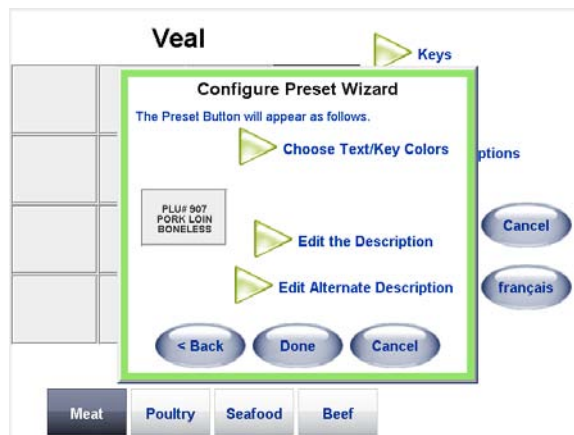 Veal
Keys
Configure Preset Wizard
The Preset Button will appear as follows.
Choose Text/Key Colors
ptions
PLU# 907
PORK LOIN
BONELESS
Cancel
Edit the Description
Edit Alternate Description
français
< Back
Done
Cancel
Meat
Poultry
Seafood
Beef